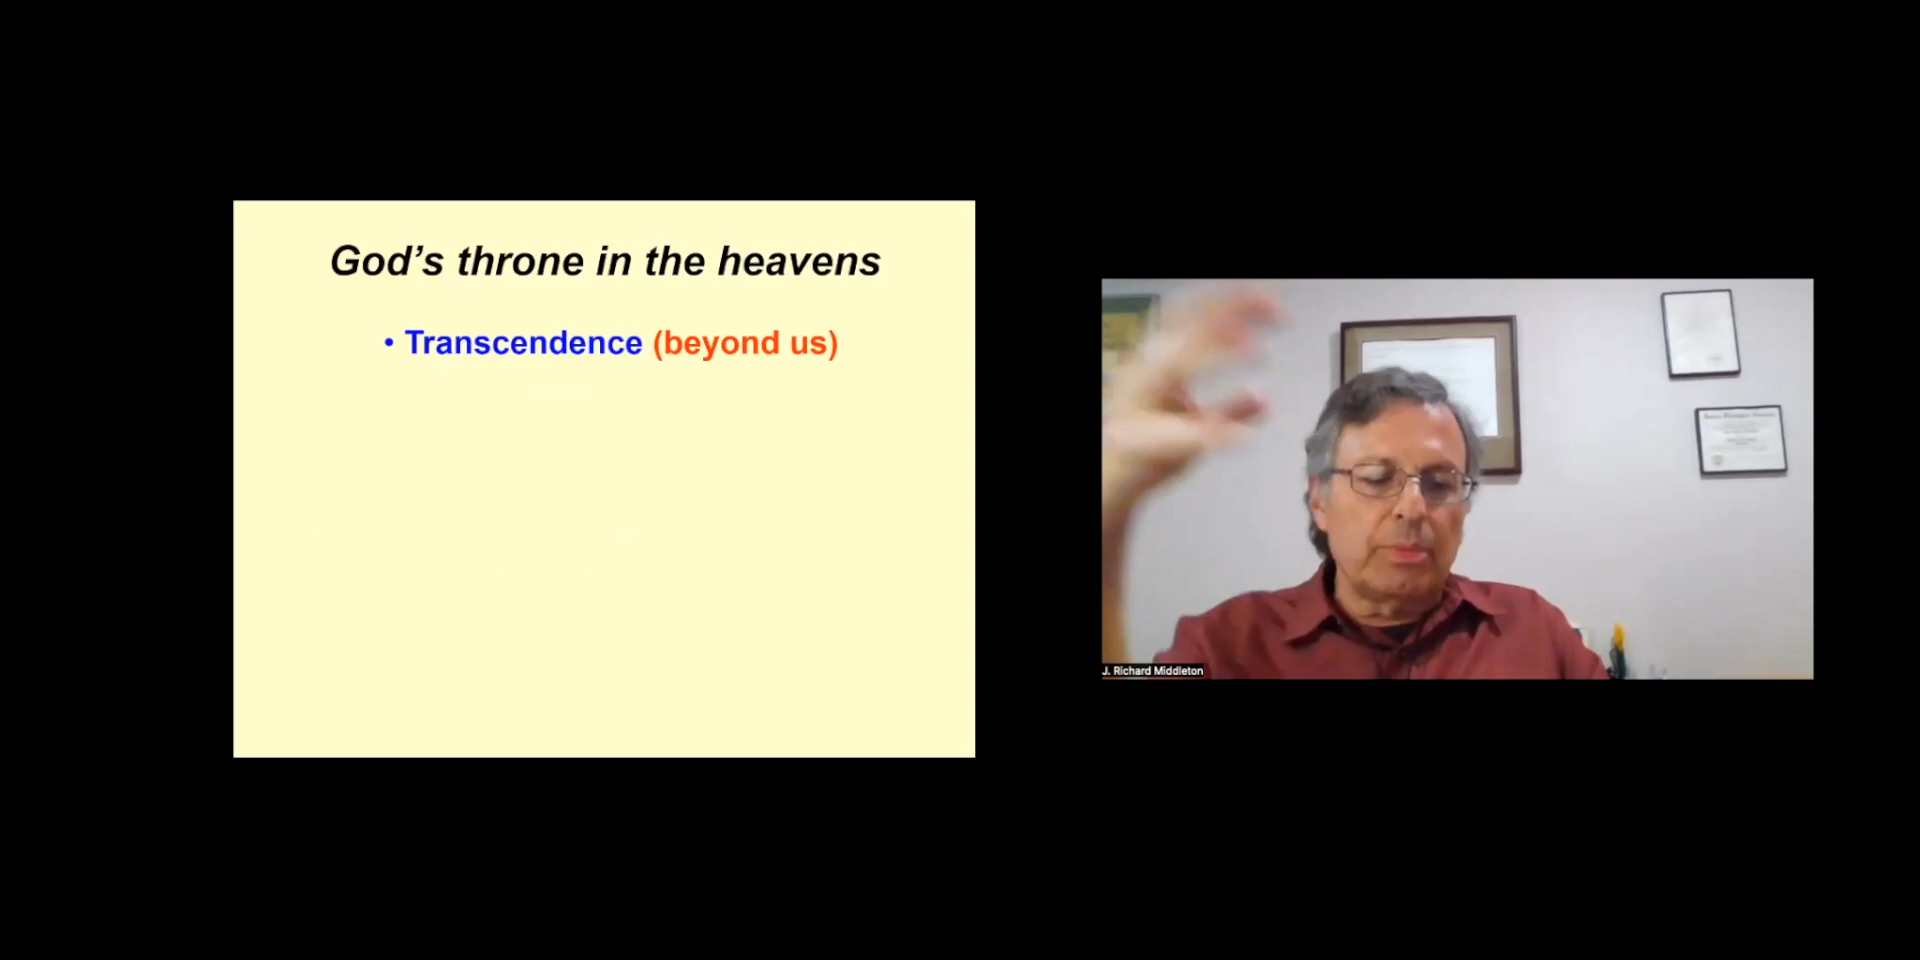 God’s throne in the heavens
• Transcendence (beyond us)
J. Richard Middleton